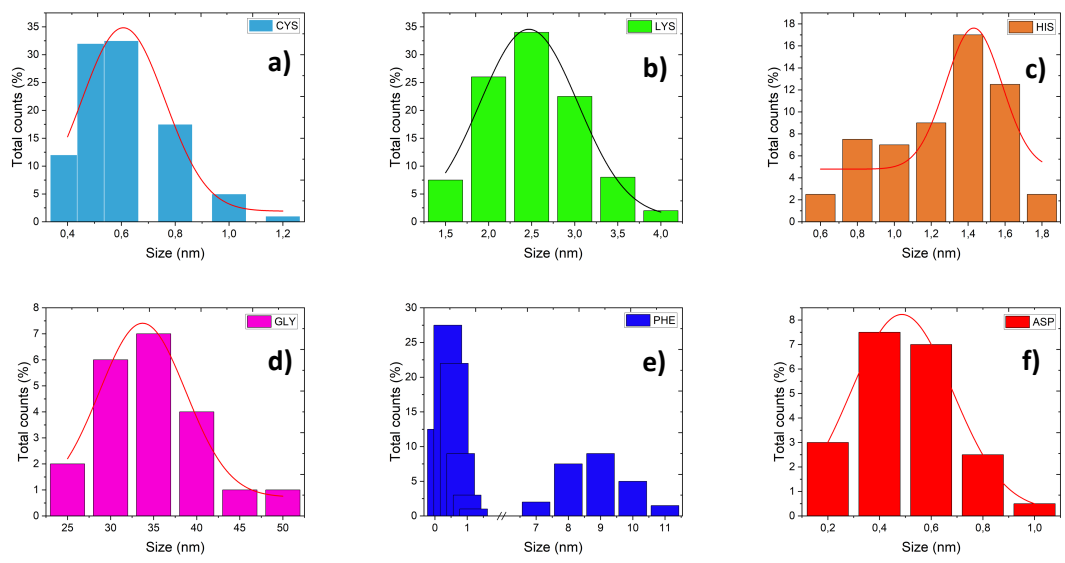 CYS
a)
Total counts (%)
35
30
25
20
15
10
5
0
0,4 0,6 0,8 1,0 1,2
Size (nm)
LYS
b)
Total counts (%)
35
30
25
20
15
10
5
0
1,5 2,0 2,5 3,0 3,5 4,0
Size (nm)
HIS
c)
Total counts (%)
18
16
14
12
10
8
6
4
2
0
0,6 0,8 1,0 1,2 1,4 1,6 1,8
Size (nm)
GLY
d)
Total counts (%)
8
7
6
5
4
3
2
1
0
25 30 35 40 45 50
Size (nm)
PHE
e)
Total counts (%)
30
25
20
15
10
5
0
0 1 7 8 9 10 11
Size (nm)
ASP
f)
Total counts (%)
8
7
6
5
4
3
2
1
0
0,2 0,4 0,6 0,8 1,0
Size (nm)